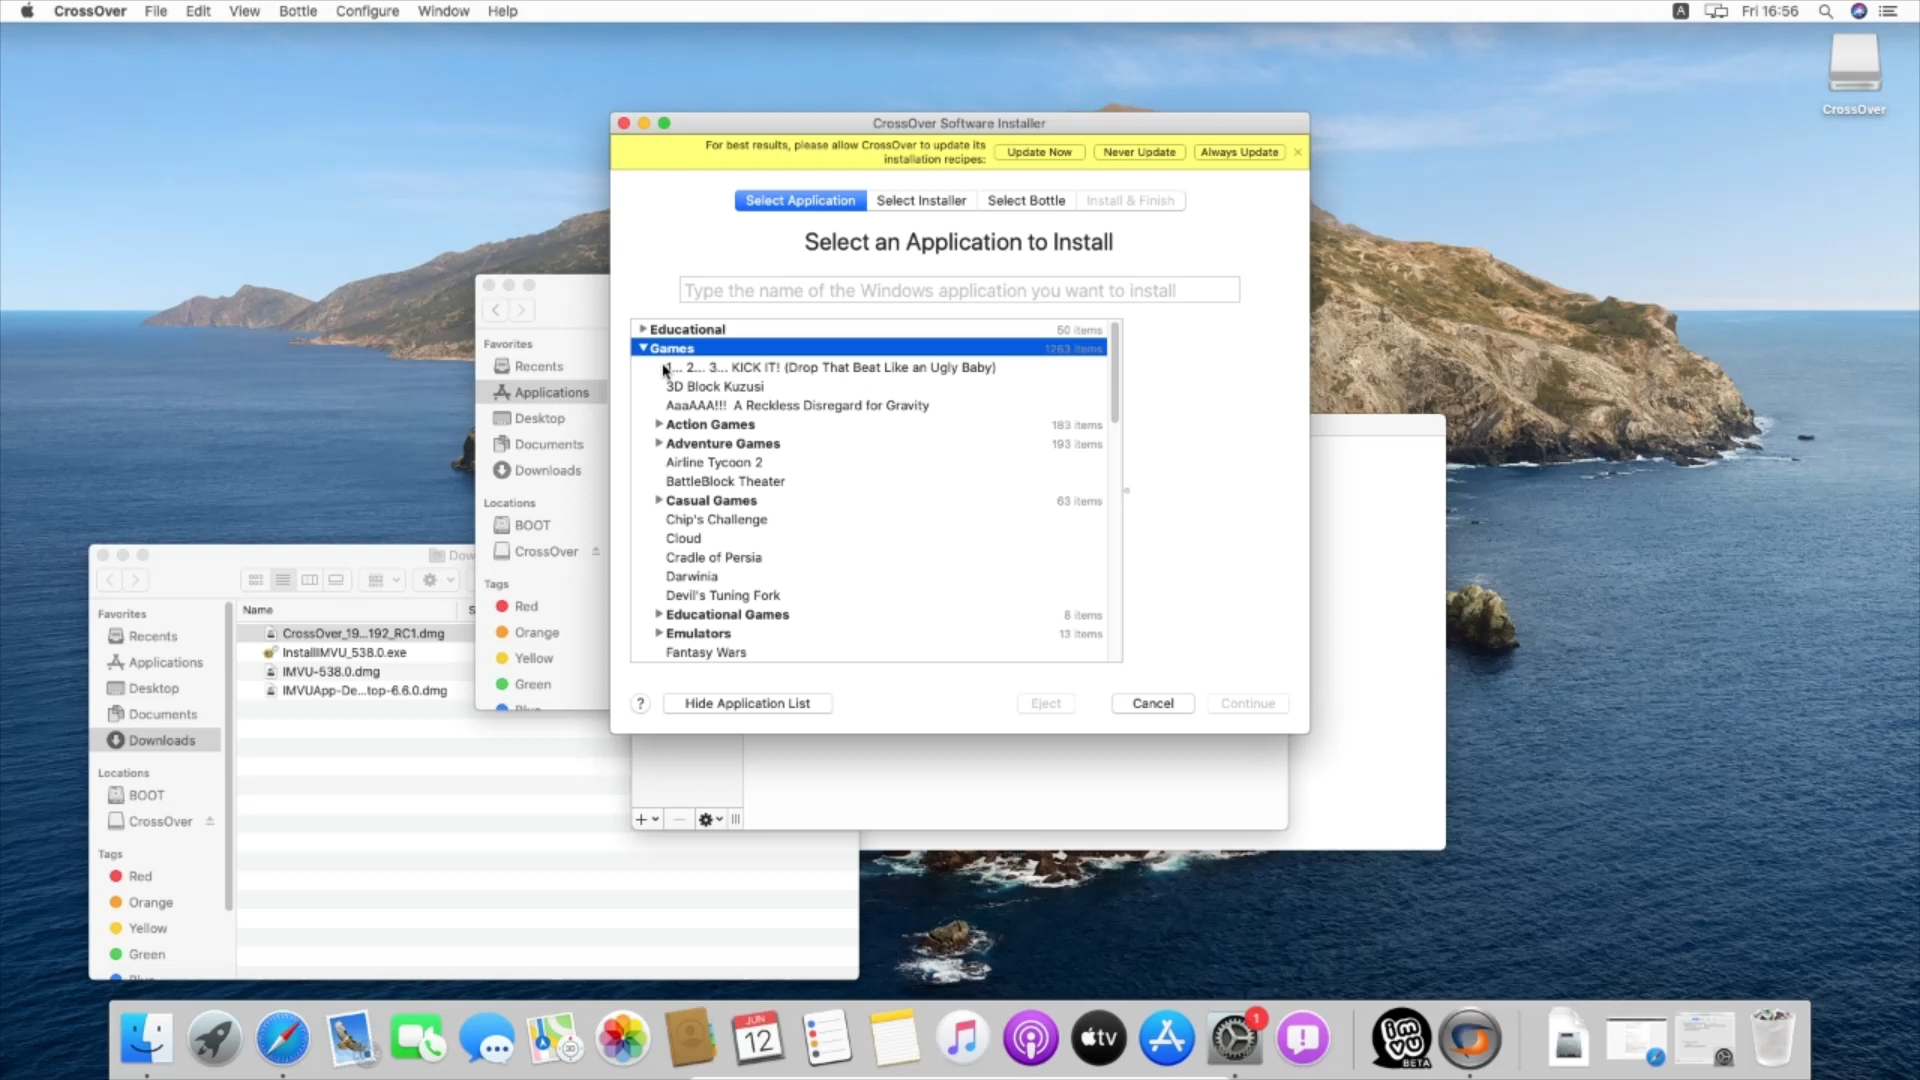 CrossOver File Edit View Bottle Configure Window Help
A Fri 16:56
CrossOver
CrossOver Software Installer
For best results, please allow CrossOver to update its
installation recipes:
Update Now Never Update Always Update
Select Application Select Installer Select Bottle Install & Finish
Select an Application to Install
Type the name of the Windows application you want to install
Educational 50 items
Games 1263 items
1... 2... 3... KICK IT! (Drop That Beat Like an Ugly Baby)
3D Block Kuzusi
AaaAAA!!! A Reckless Disregard for Gravity
Action Games 183 items
Adventure Games 193 items
Airline Tycoon 2
BattleBlock Theater
Casual Games 63 items
Chip's Challenge
Cloud
Cradle of Persia
Darwinia
Devil's Tuning Fork
Educational Games 8 items
Emulators 13 items
Fantasy Wars
? Hide Application List Eject Cancel Continue
Favorites
Recents
Applications
Desktop
Documents
Downloads
Locations
BOOT
CrossOver
Tags
Red
Orange
Yellow
Green
Blue
Dow
Favorites
Recents
Applications
Desktop
Documents
Downloads
Locations
BOOT
CrossOver
Tags
Red
Orange
Yellow
Green
Name S
CrossOver_19...192_RC1.dmg
InstallIMVU_538.0.exe
IMVU-538.0.dmg
IMVUApp-De...top-6.6.0.dmg
JUN
12
tv
1
imvu
BETA